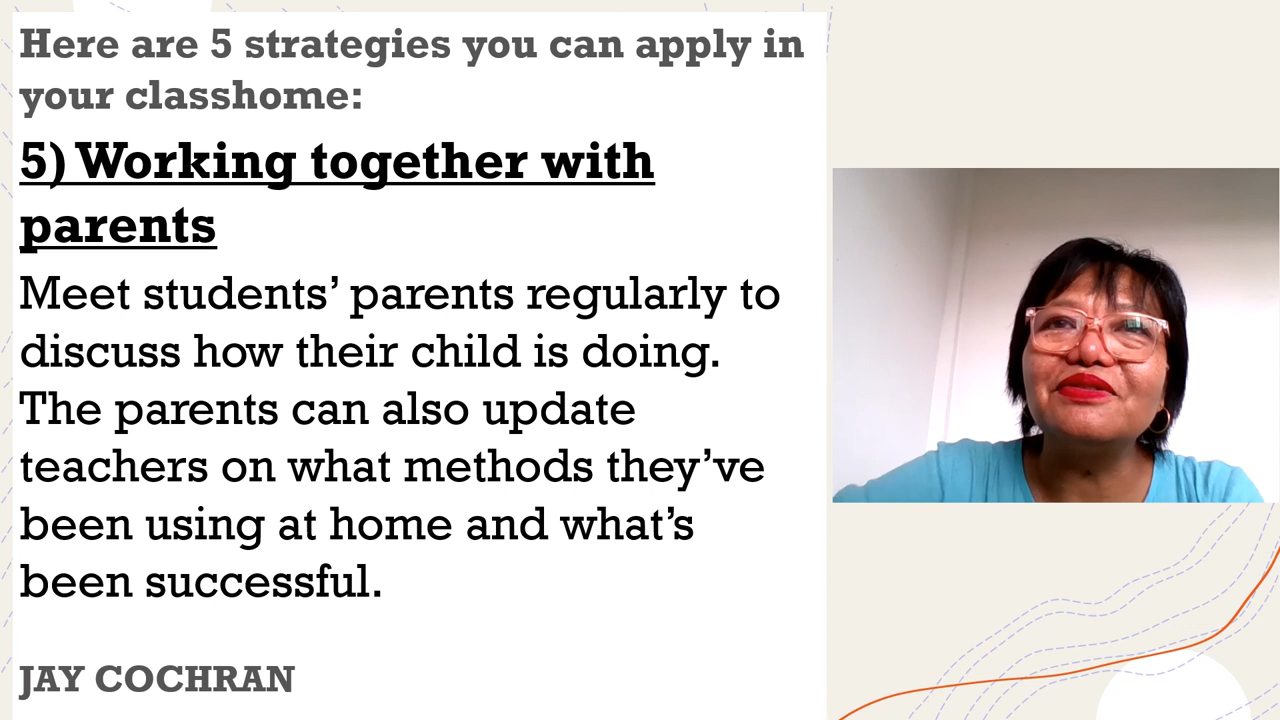 Here are 5 strategies you can apply in
your classhome:
5) Working together with
parents
Meet students’ parents regularly to
discuss how their child is doing.
The parents can also update
teachers on what methods they’ve
been using at home and what’s
been successful.
JAY COCHRAN